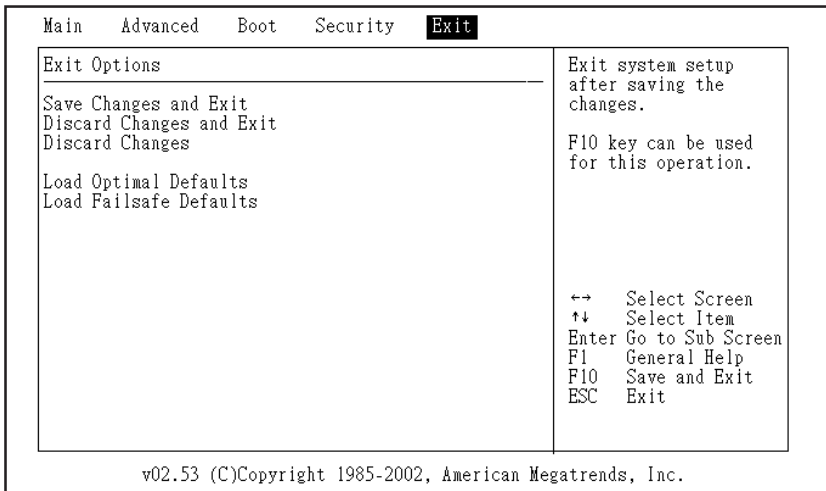 Main Advanced Boot Security Exit
Exit Options
Save Changes and Exit
Discard Changes and Exit
Discard Changes
Load Optimal Defaults
Load Failsafe Defaults
Exit system setup
after saving the
changes.
F10 key can be used
for this operation.
←→ Select Screen
↑↓ Select Item
Enter Go to Sub Screen
F1 General Help
F10 Save and Exit
ESC Exit
v02.53 (C)Copyright 1985-2002, American Megatrends, Inc.